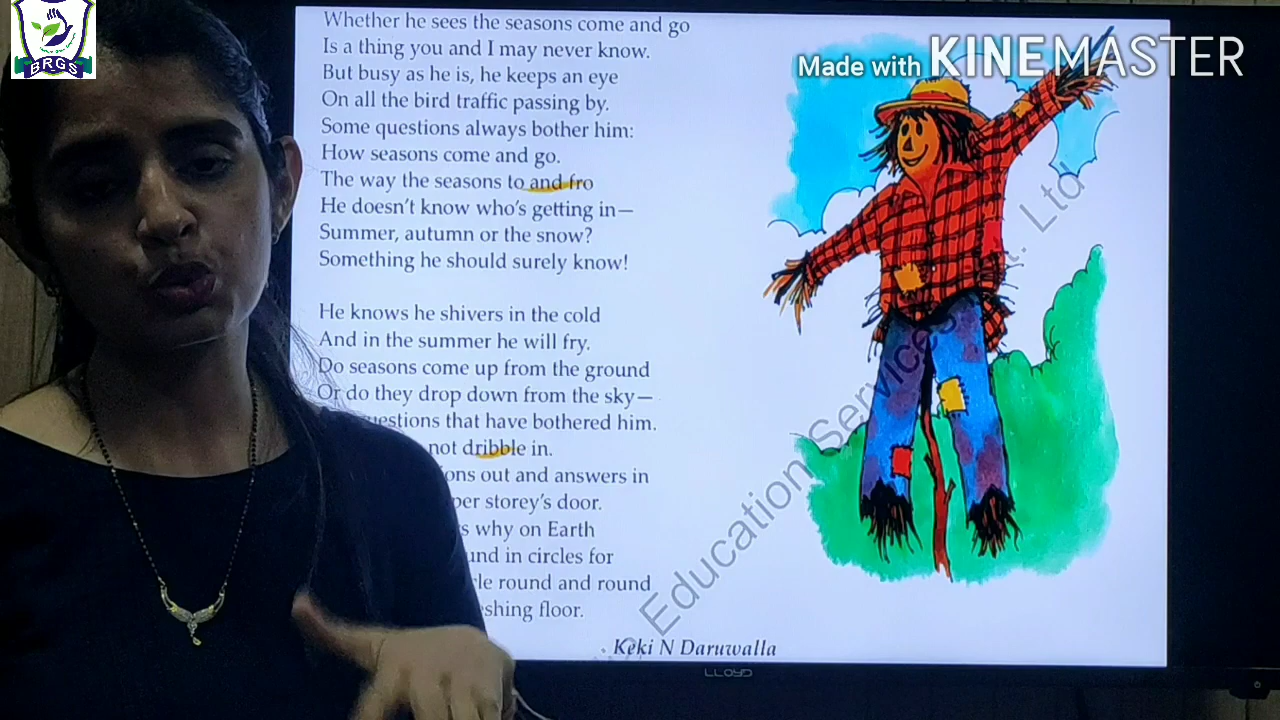 BRGS
Made with KINEMASTER
Whether he sees the seasons come and go
Is a thing you and I may never know.
But busy as he is, he keeps an eye
On all the bird traffic passing by.
Some questions always bother him:
How seasons come and go.
The way the seasons to and fro
He doesn't know who's getting in—
Summer, autumn or the snow?
Something he should surely know!
He knows he shivers in the cold
And in the summer he will fry.
Do seasons come up from the ground
Or do they drop down from the sky—
that have bothered him.
not dribble in.
out and answers in
storey's door.
why on Earth
in circles for
round and round
floor.
Keki N Daruwalla
Education Services Ltd
LLOYD